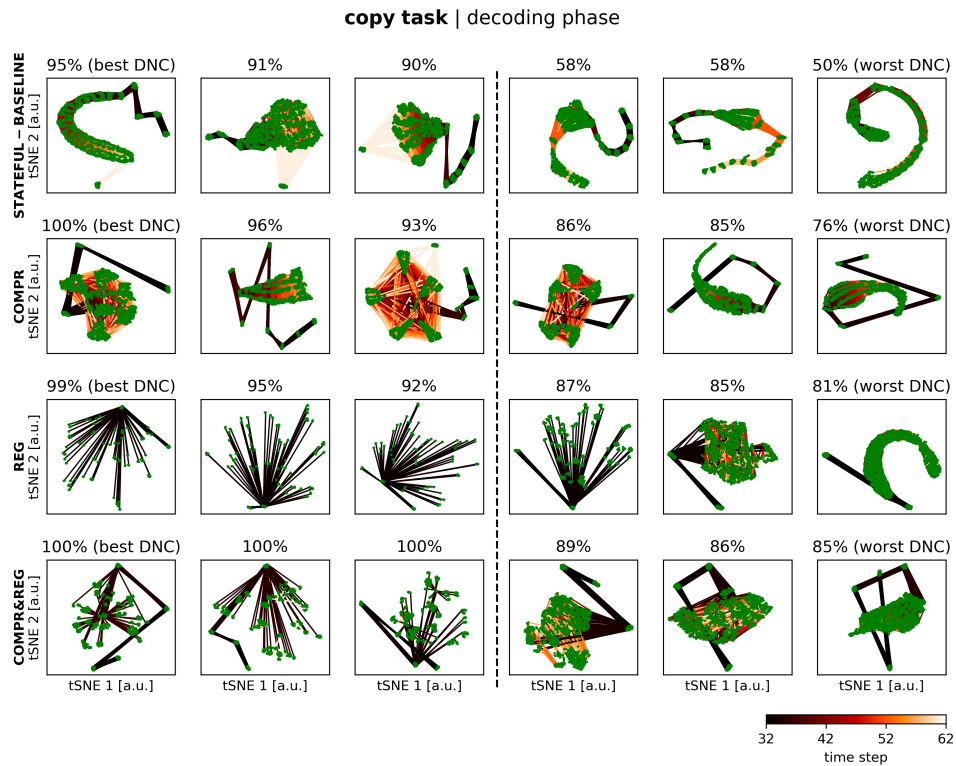 copy task | decoding phase
95% (best DNC) 91% 90% 58% 58% 50% (worst DNC)
STATEFUL – BASELINE
tSNE 2 [a.u.]
100% (best DNC) 96% 93% 86% 85% 76% (worst DNC)
COMPR
tSNE 2 [a.u.]
99% (best DNC) 95% 92% 87% 85% 81% (worst DNC)
REG
tSNE 2 [a.u.]
100% (best DNC) 100% 100% 89% 86% 85% (worst DNC)
COMPR&REG
tSNE 2 [a.u.]
tSNE 1 [a.u.] tSNE 1 [a.u.] tSNE 1 [a.u.] tSNE 1 [a.u.] tSNE 1 [a.u.] tSNE 1 [a.u.]
32 42 52 62
time step